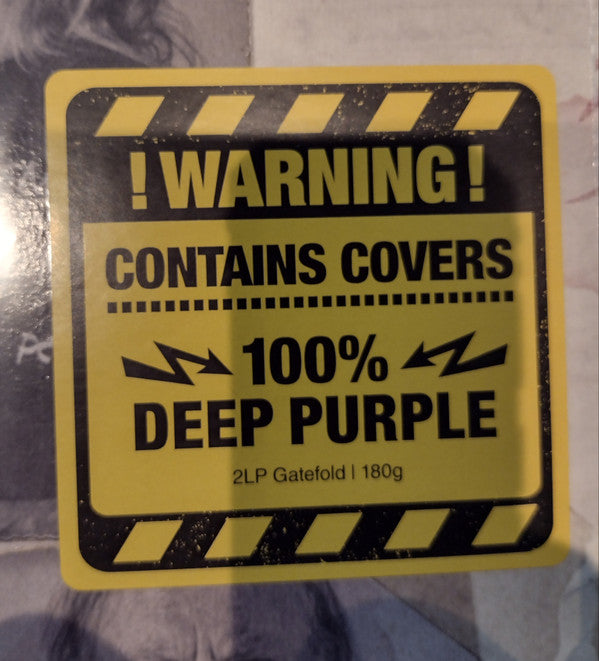 ! WARNING !
CONTAINS COVERS
100%
DEEP PURPLE
2LP Gatefold | 180g